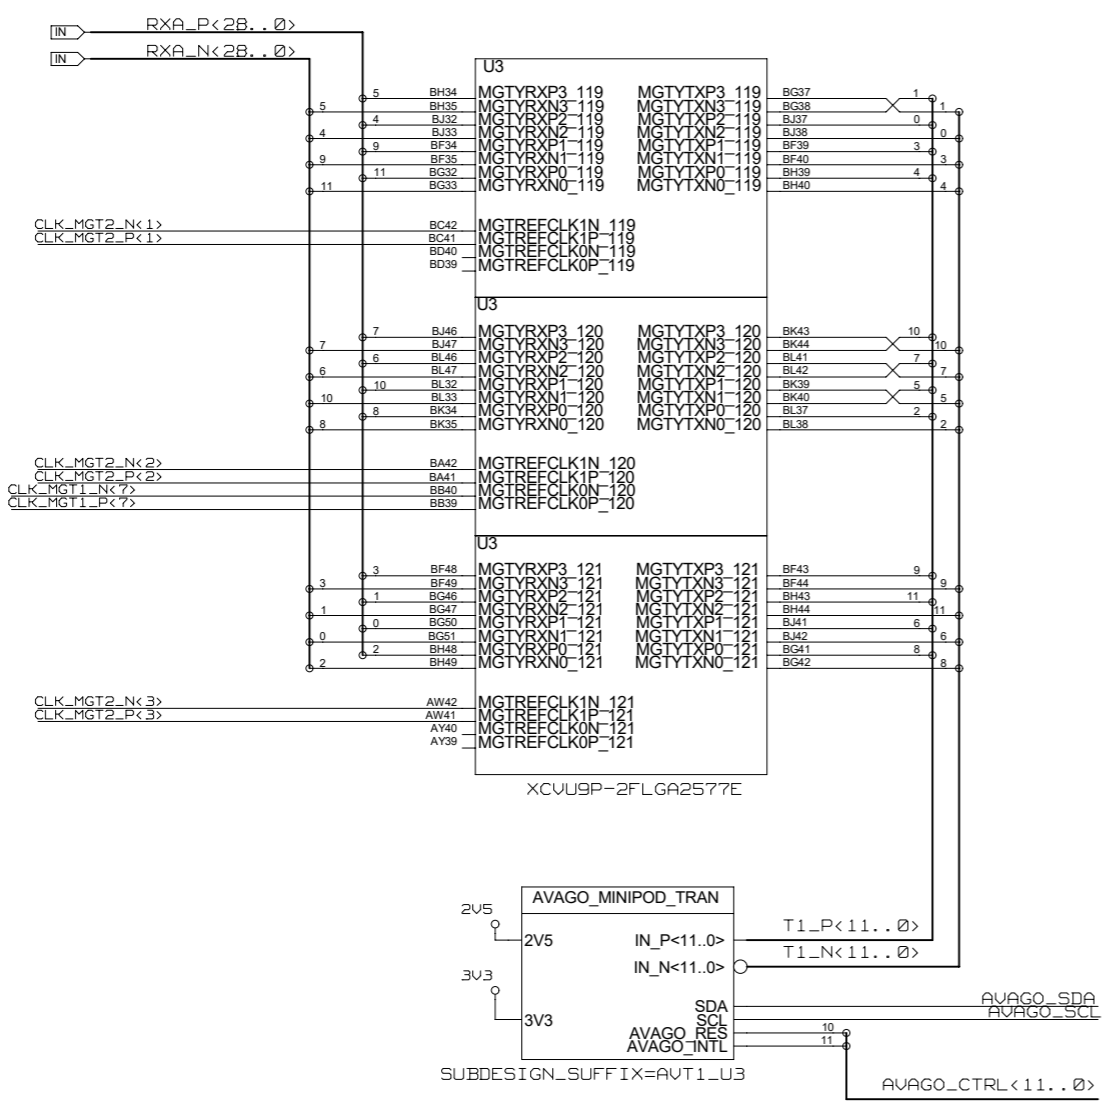 IN RXA_P<28..0>
IN RXA_N<28..0>
U3
5 BH34 MGTYRXP3_119 MGTYTXP3_119 BG37 1
5 BH35 MGTYRXN3_119 MGTYTXN3_119 BG38 1
4 BJ32 MGTYRXP2_119 MGTYTXP2_119 BJ37 0
4 BJ33 MGTYRXN2_119 MGTYTXN2_119 BJ38 0
9 BF34 MGTYRXP1_119 MGTYTXP1_119 BF39 3
9 BF35 MGTYRXN1_119 MGTYTXN1_119 BF40 3
11 BG32 MGTYRXP0_119 MGTYTXP0_119 BH39 4
11 BG33 MGTYRXN0_119 MGTYTXN0_119 BH40 4
CLK_MGT2_N<1> BC42 MGTREFCLK1N_119
CLK_MGT2_P<1> BC41 MGTREFCLK1P_119
BD40 MGTREFCLK0N_119
BD39 MGTREFCLK0P_119
U3
7 BJ46 MGTYRXP3_120 MGTYTXP3_120 BK43 10
7 BJ47 MGTYRXN3_120 MGTYTXN3_120 BK44 10
6 BL46 MGTYRXP2_120 MGTYTXP2_120 BL41 7
6 BL47 MGTYRXN2_120 MGTYTXN2_120 BL42 7
10 BL32 MGTYRXP1_120 MGTYTXP1_120 BK39 5
10 BL33 MGTYRXN1_120 MGTYTXN1_120 BK40 5
8 BK34 MGTYRXP0_120 MGTYTXP0_120 BL37 2
8 BK35 MGTYRXN0_120 MGTYTXN0_120 BL38 2
CLK_MGT2_N<2> BA42 MGTREFCLK1N_120
CLK_MGT2_P<2> BA41 MGTREFCLK1P_120
CLK_MGT1_N<7> BB40 MGTREFCLK0N_120
CLK_MGT1_P<7> BB39 MGTREFCLK0P_120
U3
3 BF48 MGTYRXP3_121 MGTYTXP3_121 BF43 9
3 BF49 MGTYRXN3_121 MGTYTXN3_121 BF44 9
1 BG46 MGTYRXP2_121 MGTYTXP2_121 BH43 11
1 BG47 MGTYRXN2_121 MGTYTXN2_121 BH44 11
0 BG50 MGTYRXP1_121 MGTYTXP1_121 BJ41 6
0 BG51 MGTYRXN1_121 MGTYTXN1_121 BJ42 6
2 BH48 MGTYRXP0_121 MGTYTXP0_121 BG41 8
2 BH49 MGTYRXN0_121 MGTYTXN0_121 BG42 8
CLK_MGT2_N<3> AW42 MGTREFCLK1N_121
CLK_MGT2_P<3> AW41 MGTREFCLK1P_121
AY40 MGTREFCLK0N_121
AY39 MGTREFCLK0P_121
XCVU9P-2FLGA2577E
AVAGO_MINIPOD_TRAN
2V5 2V5 IN_P<11..0> T1_P<11..0>
IN_N<11..0> T1_N<11..0>
3V3 SDA AVAGO_SDA
3V3 SCL AVAGO_SCL
AVAGO_RES 10
AVAGO_INTL 11
SUBDESIGN_SUFFIX=AVT1_U3
AVAGO_CTRL<11..0>